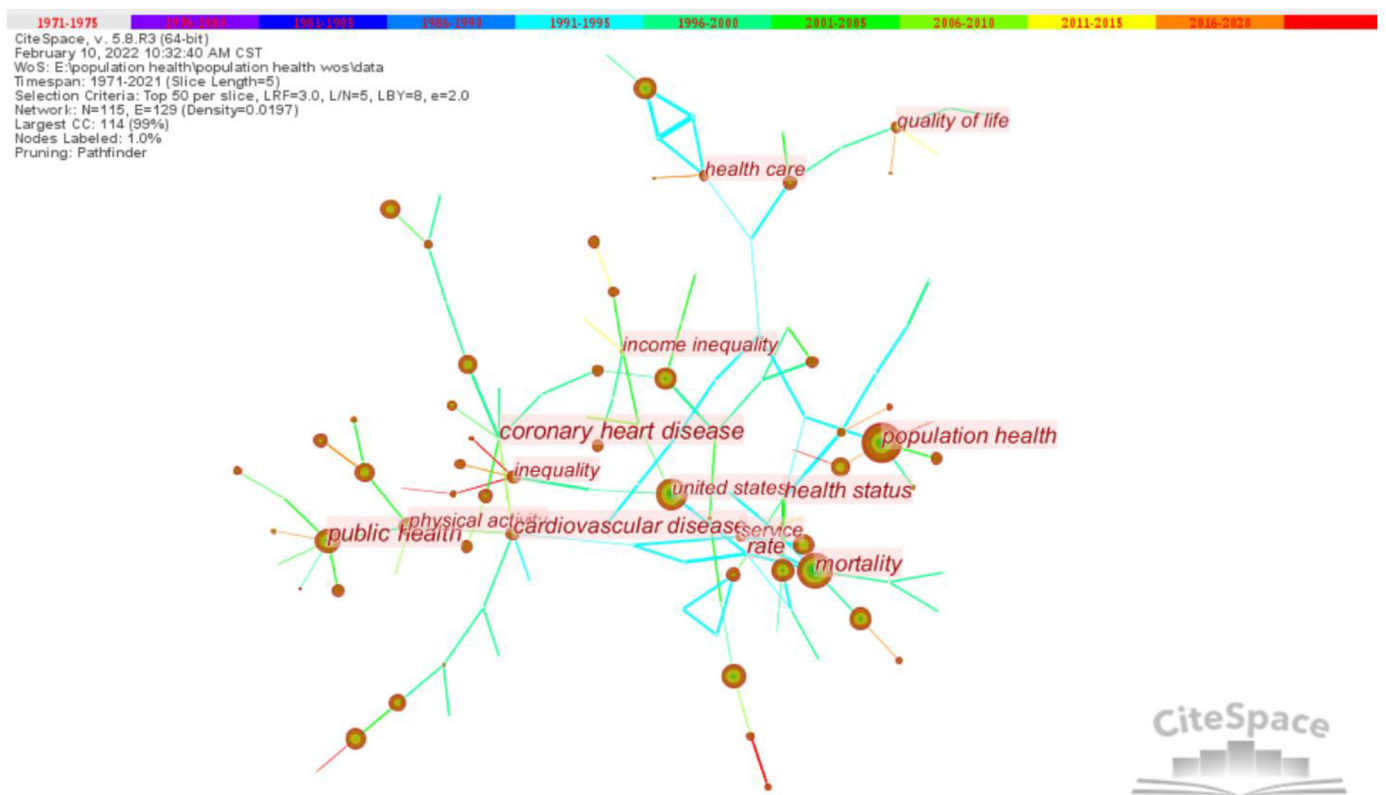 1971-1975 1976-1980 1981-1985 1986-1990 1991-1995 1996-2000 2001-2005 2006-2010 2011-2015 2016-2020
CiteSpace, v. 5.8.R3 (64-bit)
February 10, 2022 10:32:40 AM CST
WoS: E:\population health\population health wos\data
Timespan: 1971-2021 (Slice Length=5)
Selection Criteria: Top 50 per slice, LRF=3.0, L/N=5, LBY=8, e=2.0
Network: N=115, E=129 (Density=0.0197)
Largest CC: 114 (99%)
Nodes Labeled: 1.0%
Pruning: Pathfinder
quality of life
health care
income inequality
coronary heart disease
population health
inequality
united states
health status
physical activity
public health
cardiovascular disease
service
rate
mortality
CiteSpace